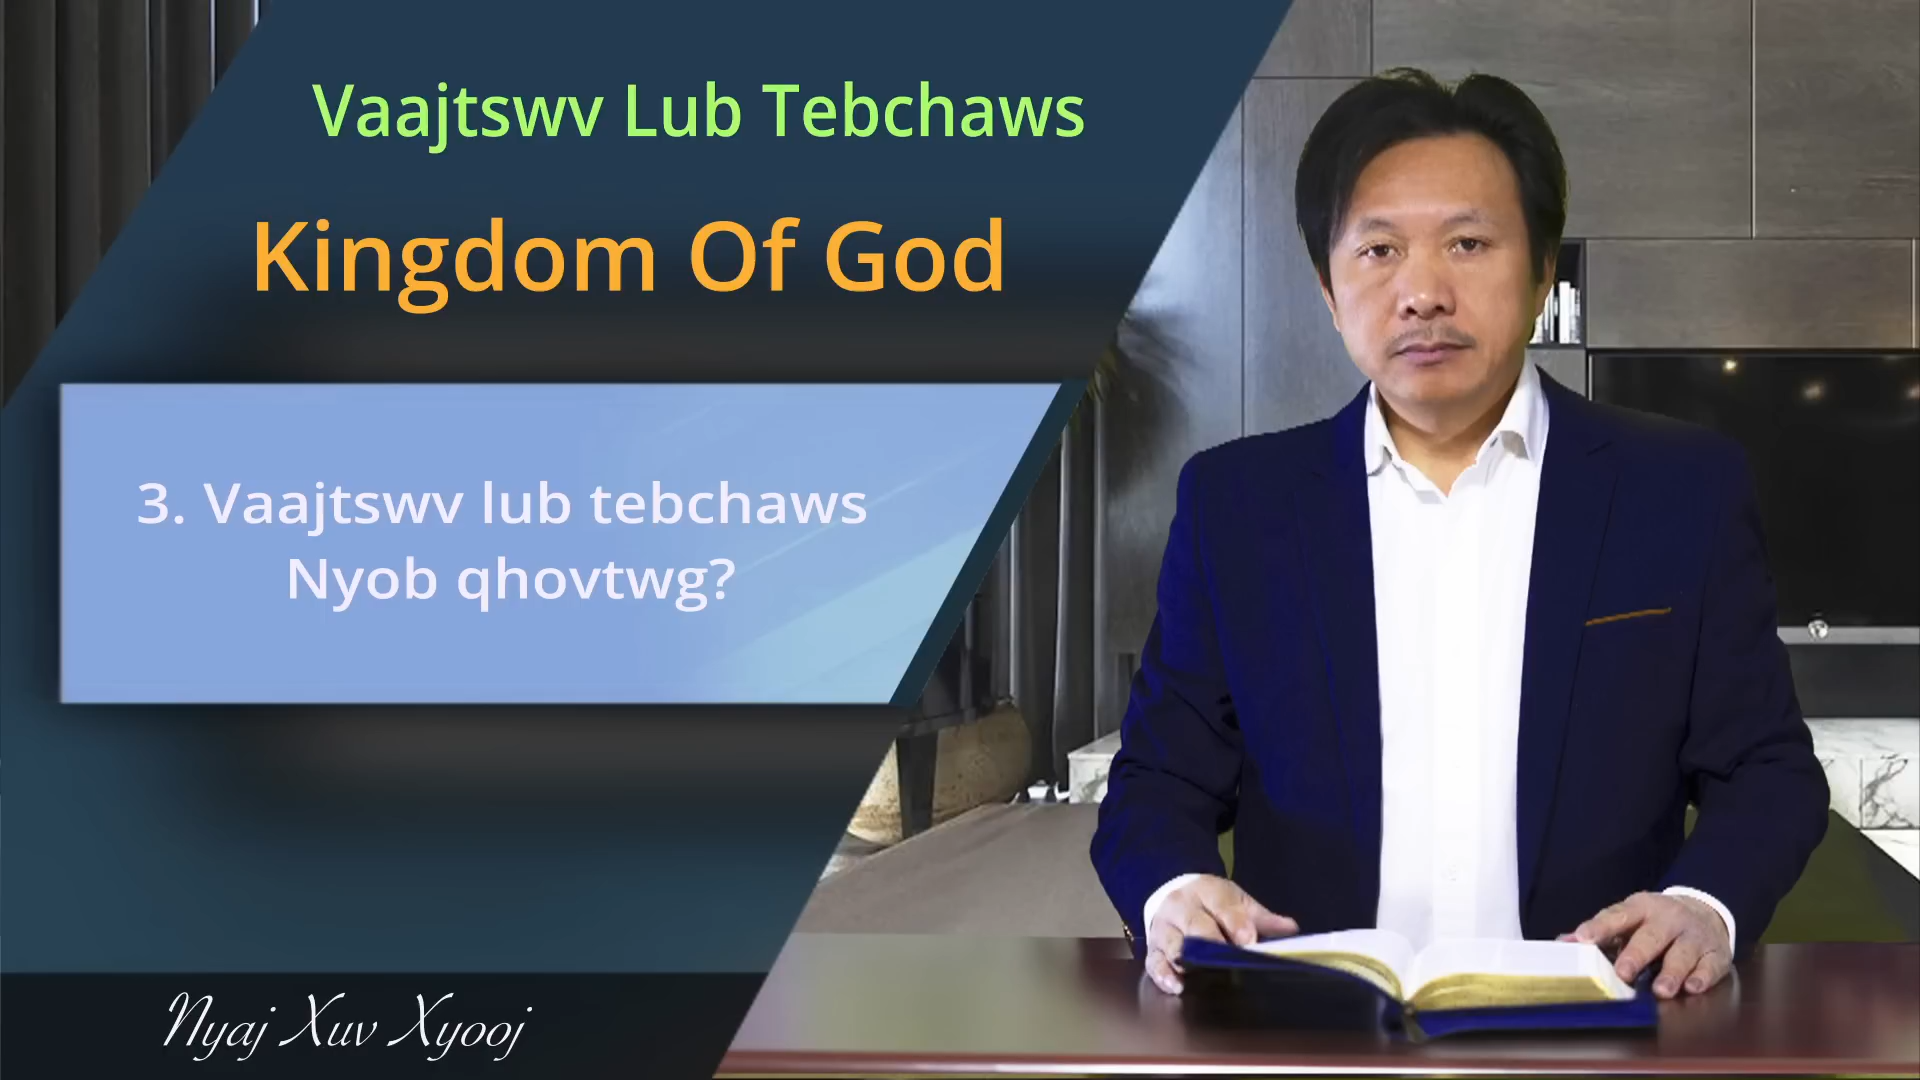 Vaajtswv Lub Tebchaws
Kingdom Of God
3. Vaajtswv lub tebchaws
Nyob qhovtwg?
Nyaj Xuv Xyooj